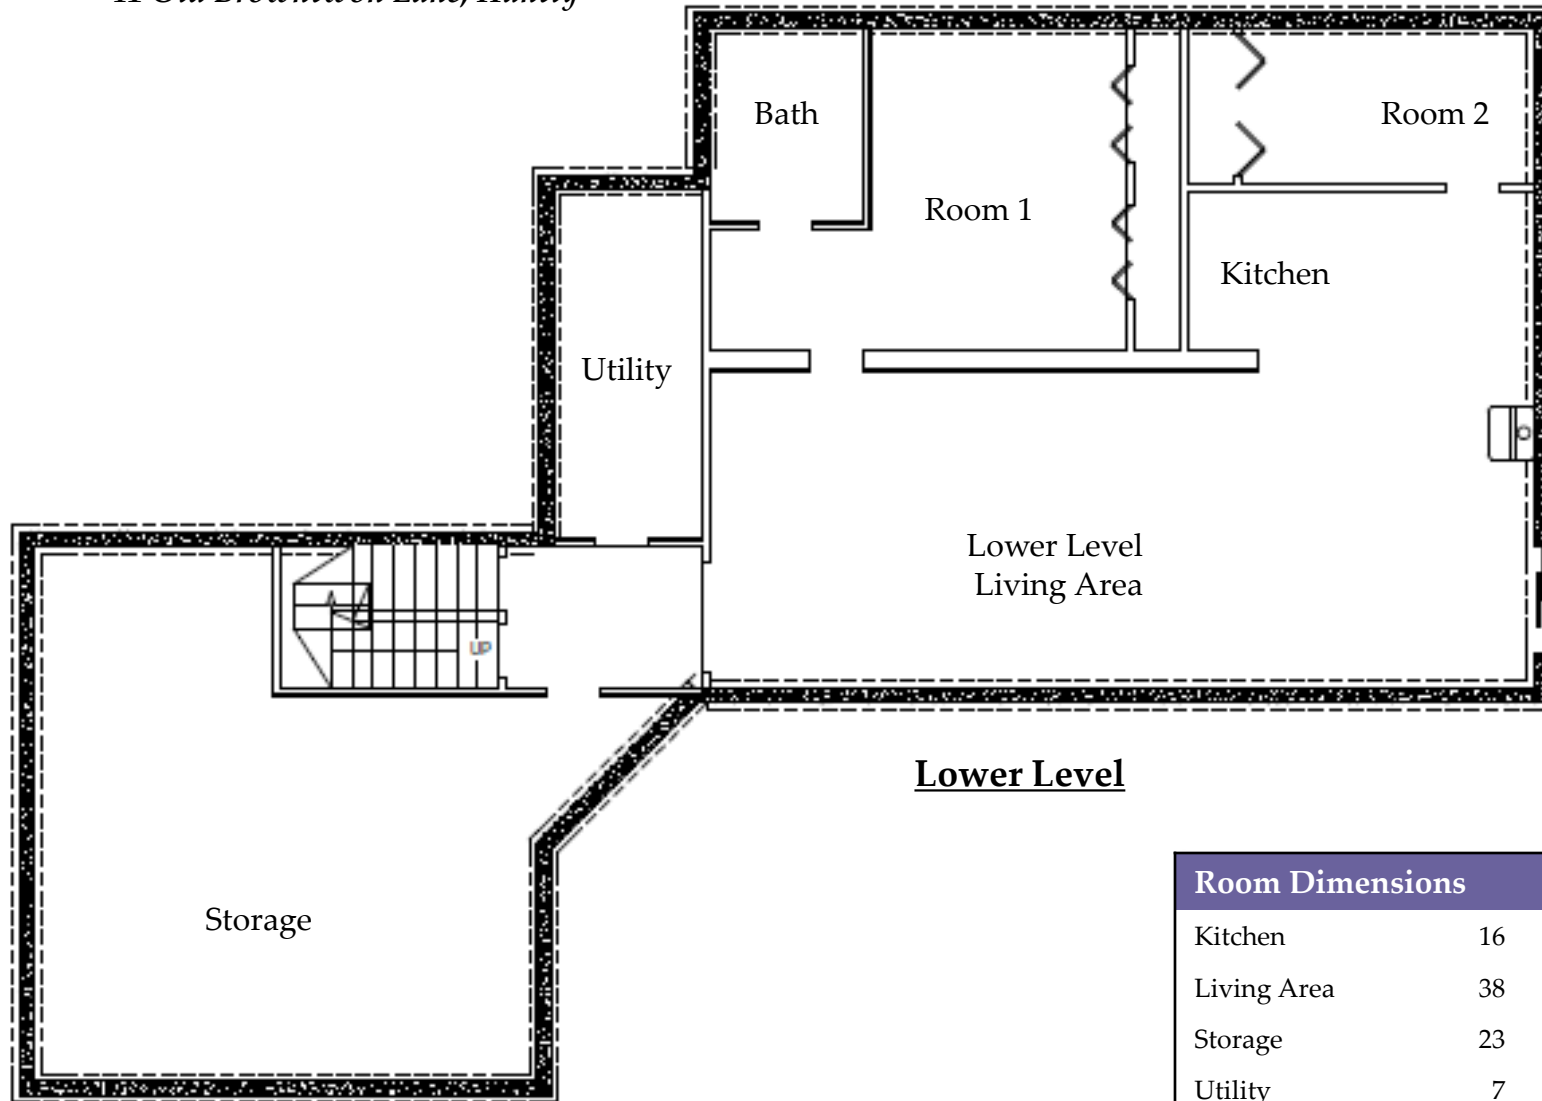 Lane,
Bath
Room 2
Room 1
Kitchen
Utility
Lower Level
Living Area
UP
Lower Level
Storage
Room Dimensions
Kitchen 16
Living Area 38
Storage 23
Utility 7